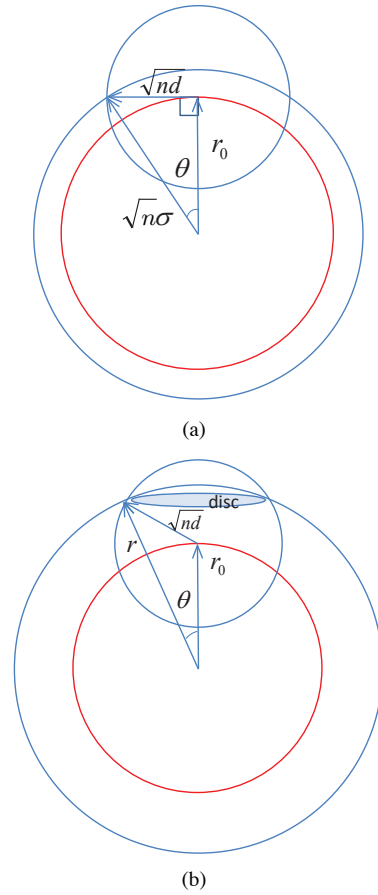 √nd
r₀
θ
√nσ
(a)
disc
√nd
r
r₀
θ
(b)